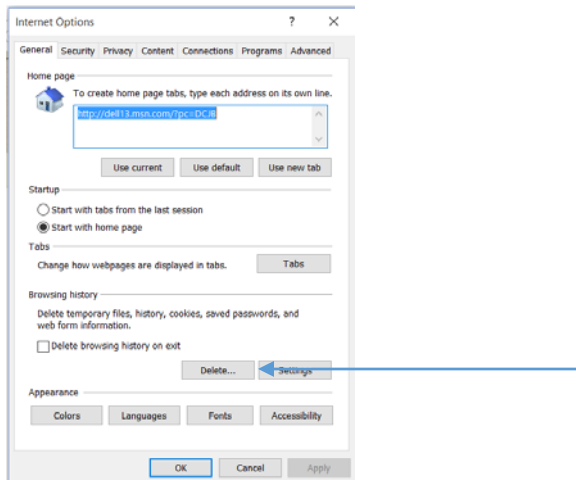 Internet Options
General Security Privacy Content Connections Programs Advanced
Home page
To create home page tabs, type each address on its own line.
http://dell13.msn.com/?pc=DCJB
Use current Use default Use new tab
Startup
Start with tabs from the last session
Start with home page
Tabs
Change how webpages are displayed in tabs. Tabs
Browsing history
Delete temporary files, history, cookies, saved passwords, and
web form information.
Delete browsing history on exit
Delete... Settings
Appearance
Colors Languages Fonts Accessibility
OK Cancel Apply